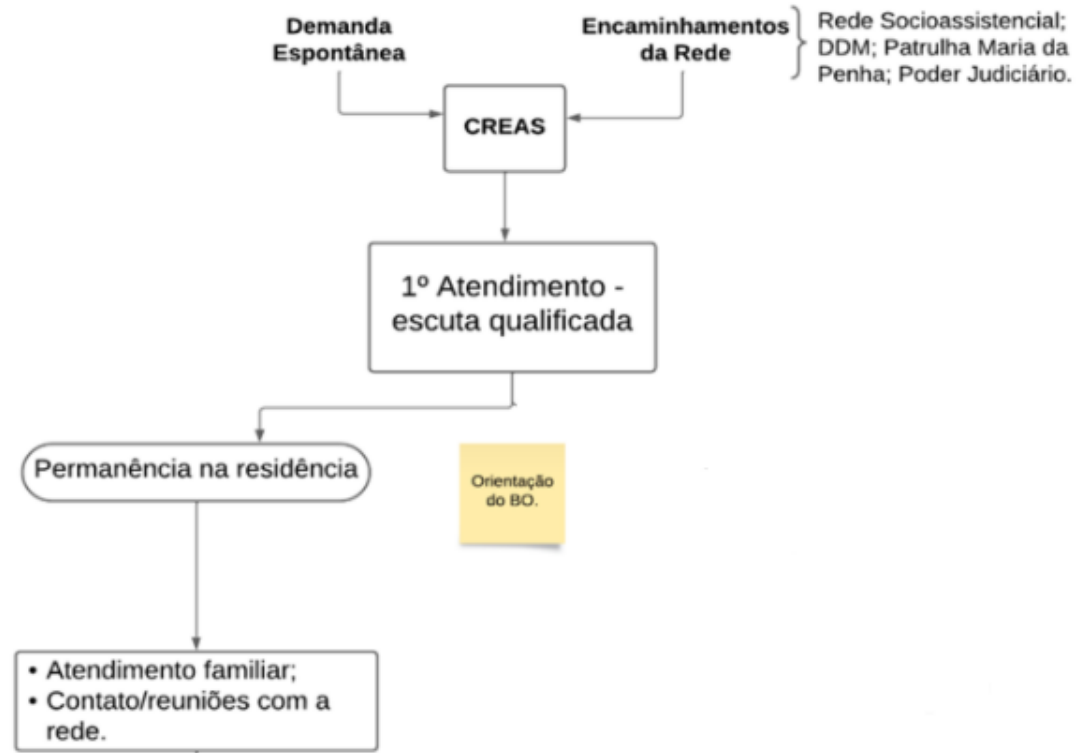 Demanda
Espontânea
Encaminhamentos
da Rede
Rede Socioassistencial;
DDM; Patrulha Maria da
Penha; Poder Judiciário.
CREAS
1º Atendimento -
escuta qualificada
Permanência na residência
Orientação
do BO.
• Atendimento familiar;
• Contato/reuniões com a
rede.